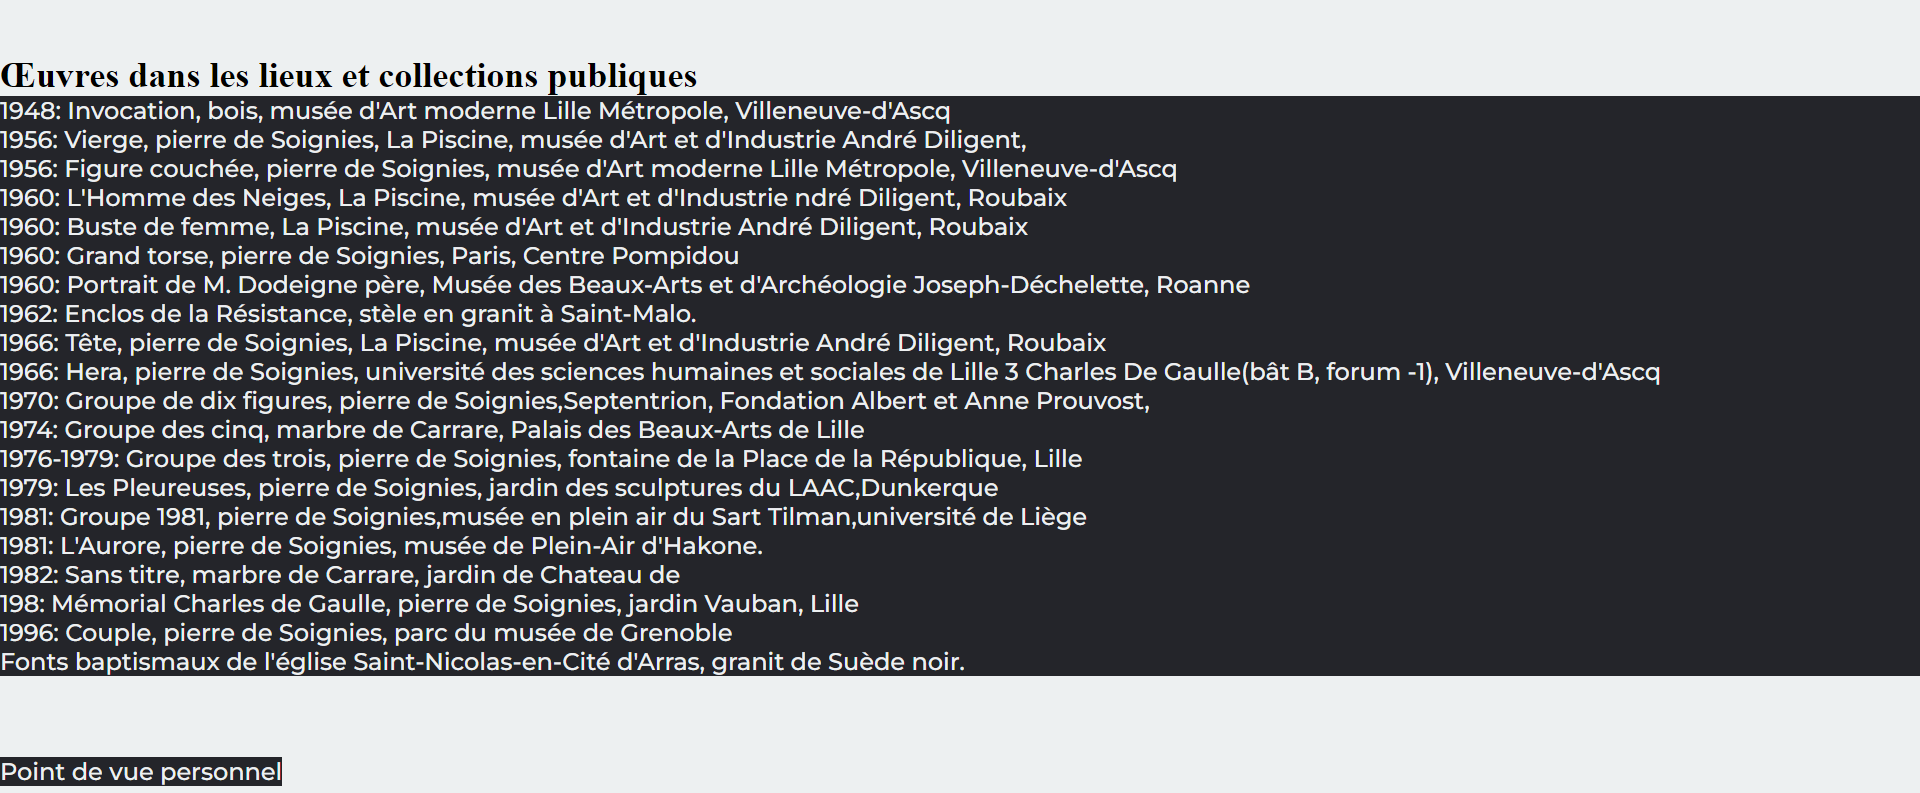 Œuvres dans les lieux et collections publiques
1948: Invocation, bois, musée d'Art moderne Lille Métropole, Villeneuve-d'Ascq
1956: Vierge, pierre de Soignies, La Piscine, musée d'Art et d'Industrie André Diligent,
1956: Figure couchée, pierre de Soignies, musée d'Art moderne Lille Métropole, Villeneuve-d'Ascq
1960: L'Homme des Neiges, La Piscine, musée d'Art et d'Industrie ndré Diligent, Roubaix
1960: Buste de femme, La Piscine, musée d'Art et d'Industrie André Diligent, Roubaix
1960: Grand torse, pierre de Soignies, Paris, Centre Pompidou
1960: Portrait de M. Dodeigne père, Musée des Beaux-Arts et d'Archéologie Joseph-Déchelette, Roanne
1962: Enclos de la Résistance, stèle en granit à Saint-Malo.
1966: Tête, pierre de Soignies, La Piscine, musée d'Art et d'Industrie André Diligent, Roubaix
1966: Hera, pierre de Soignies, université des sciences humaines et sociales de Lille 3 Charles De Gaulle(bât B, forum -1), Villeneuve-d'Ascq
1970: Groupe de dix figures, pierre de Soignies,Septentrion, Fondation Albert et Anne Prouvost,
1974: Groupe des cinq, marbre de Carrare, Palais des Beaux-Arts de Lille
1976-1979: Groupe des trois, pierre de Soignies, fontaine de la Place de la République, Lille
1979: Les Pleureuses, pierre de Soignies, jardin des sculptures du LAAC,Dunkerque
1981: Groupe 1981, pierre de Soignies,musée en plein air du Sart Tilman,université de Liège
1981: L'Aurore, pierre de Soignies, musée de Plein-Air d'Hakone.
1982: Sans titre, marbre de Carrare, jardin de Chateau de
198: Mémorial Charles de Gaulle, pierre de Soignies, jardin Vauban, Lille
1996: Couple, pierre de Soignies, parc du musée de Grenoble
Fonts baptismaux de l'église Saint-Nicolas-en-Cité d'Arras, granit de Suède noir.
Point de vue personnel